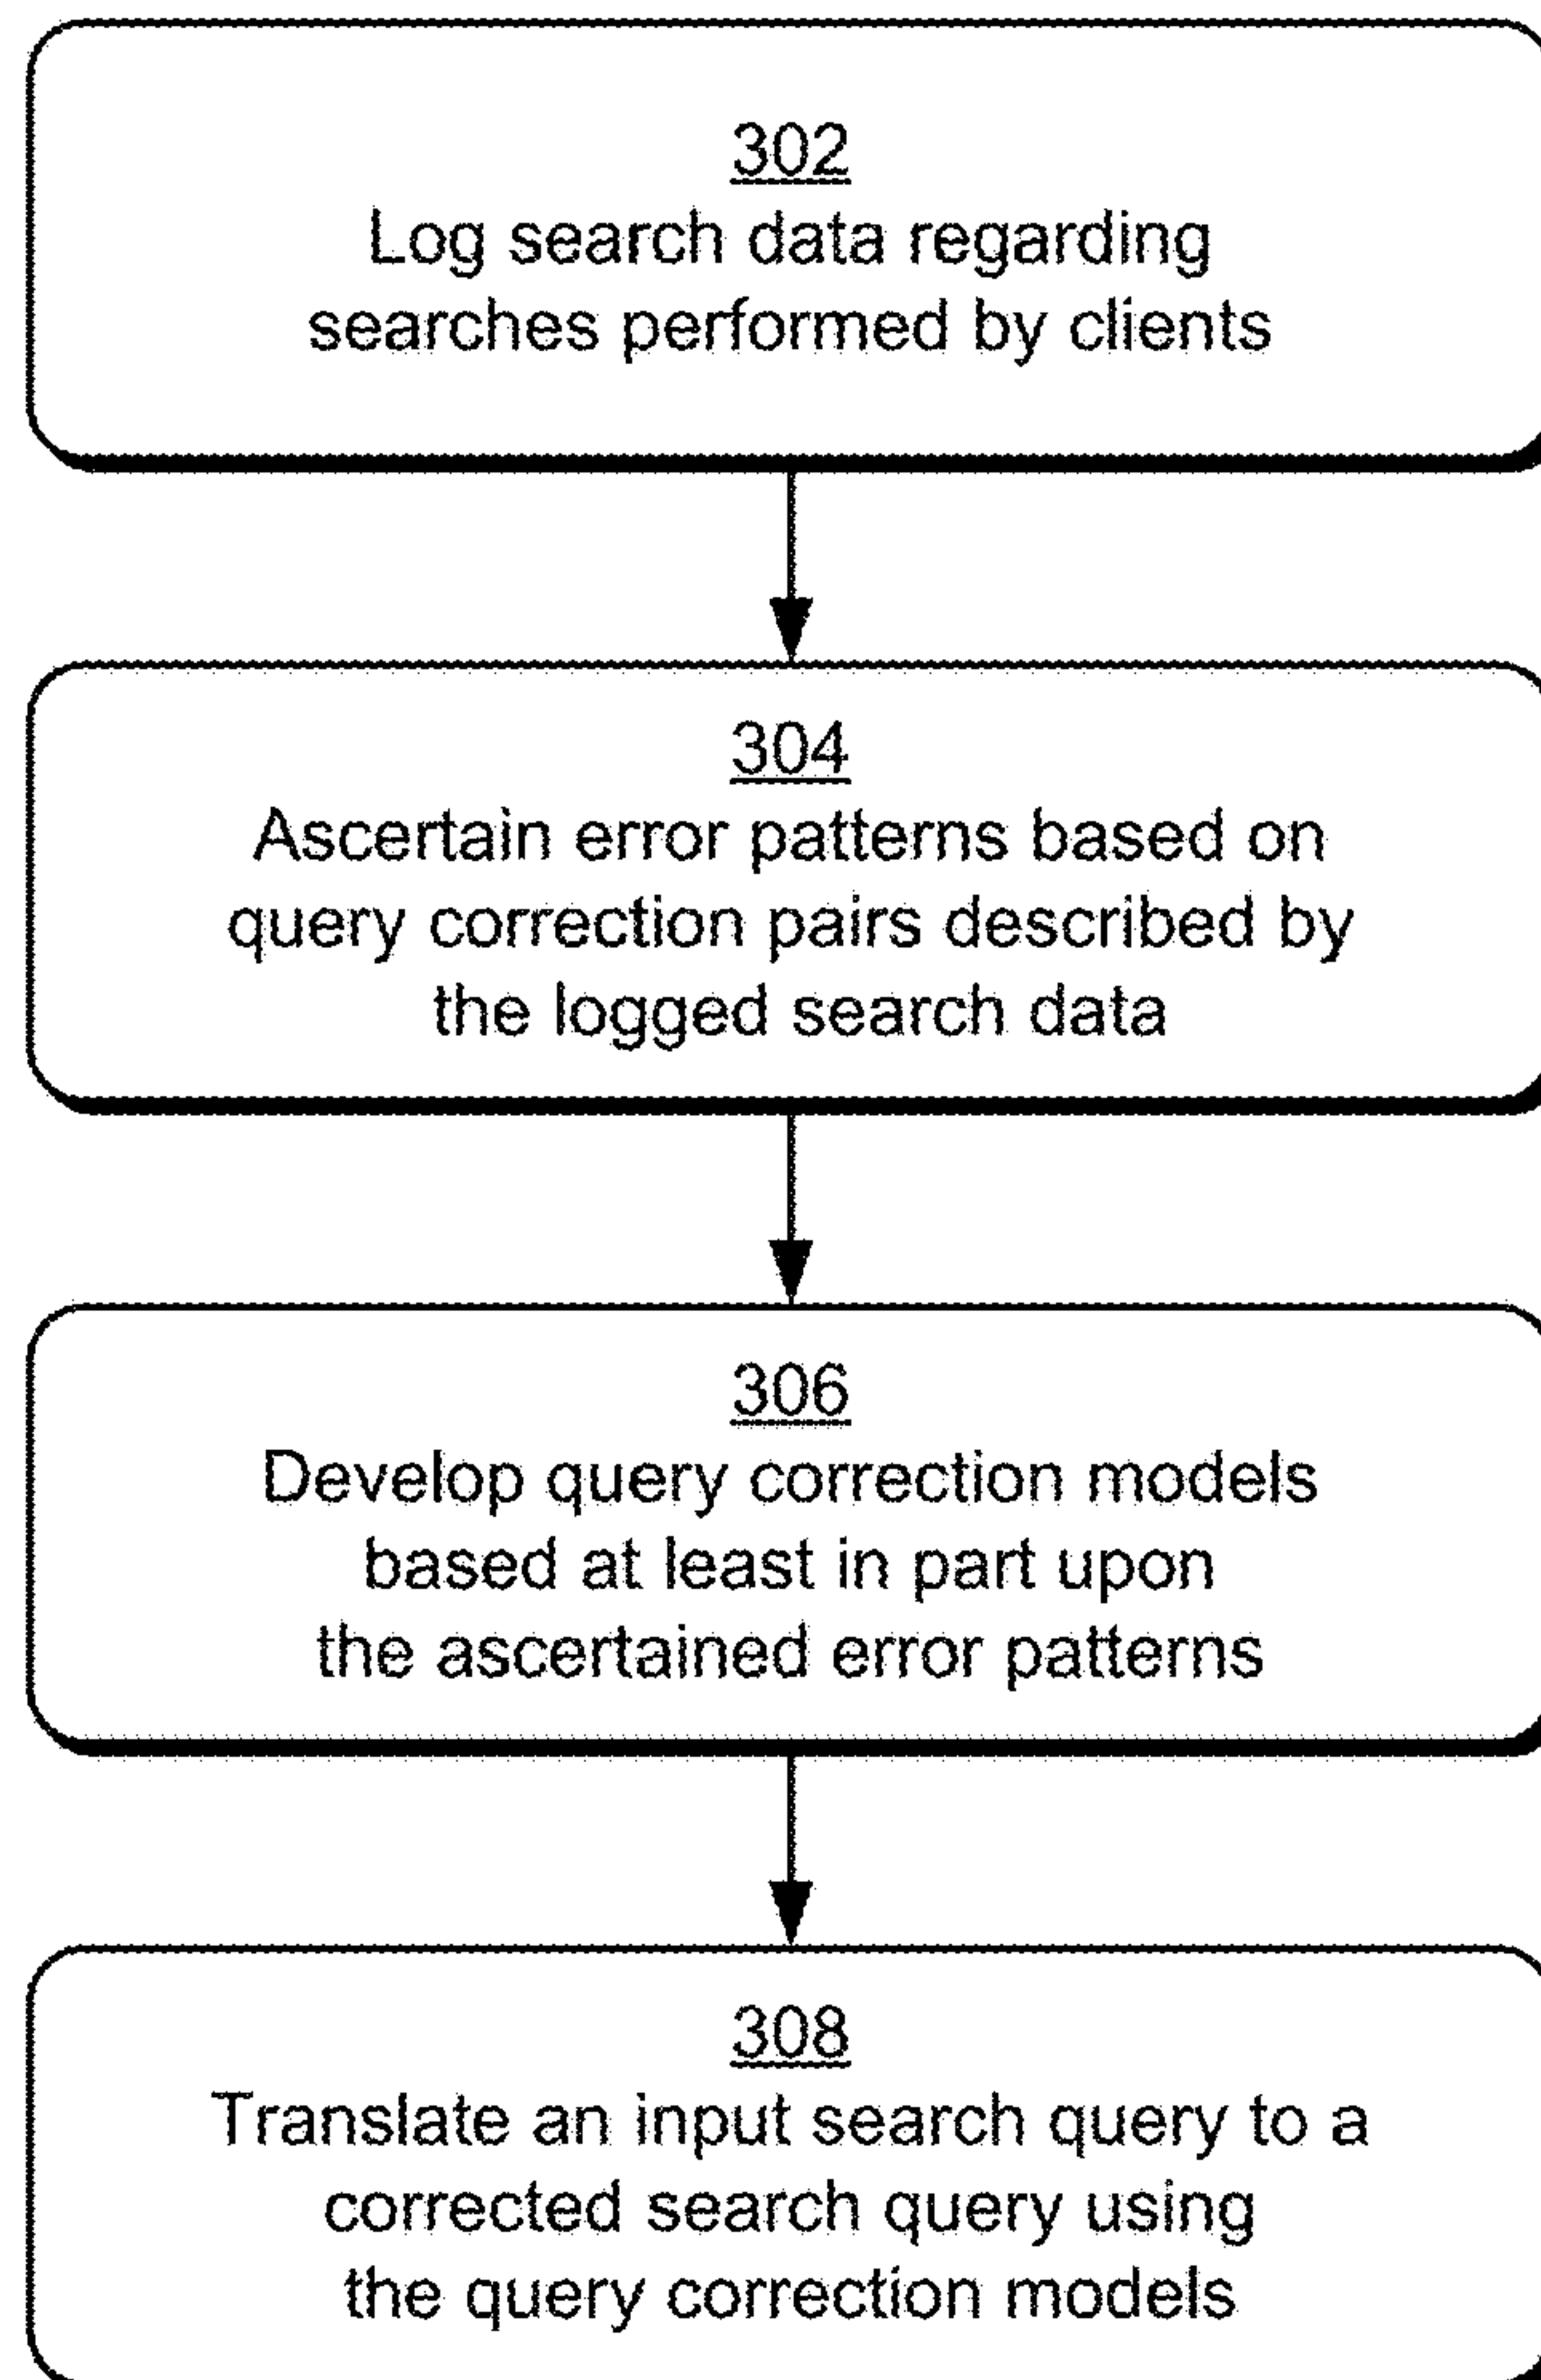 302
Log search data regarding
searches performed by clients
304
Ascertain error patterns based on
query correction pairs described by
the logged search data
306
Develop query correction models
based at least in part upon
the ascertained error patterns
308
Translate an input search query to a
corrected search query using
the query correction models